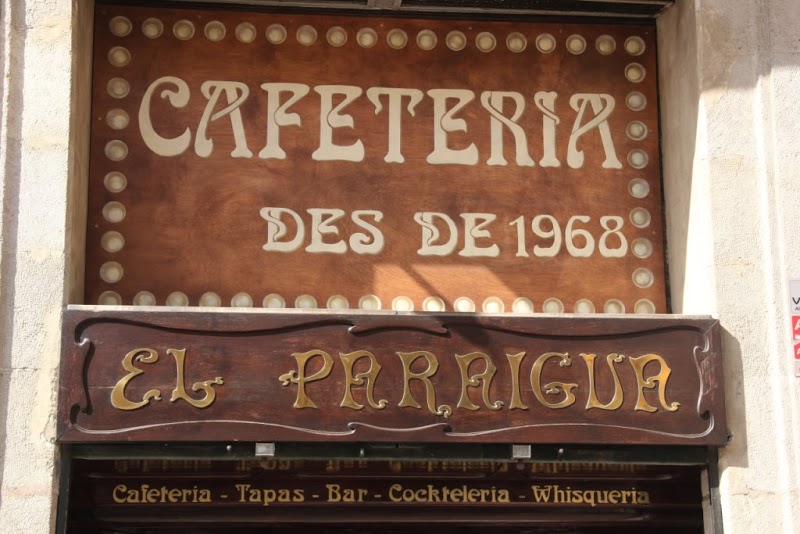 CAFETERIA
DES DE 1968
EL PARAIGUA
Cafeteria - Tapas - Bar - Cockteleria - Whisqueria